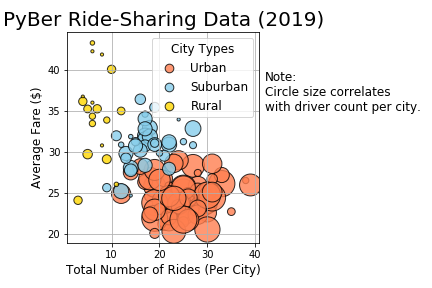 PyBer Ride-Sharing Data (2019)
City Types
Urban
Suburban
Rural
Note:
Circle size correlates
with driver count per city.
Average Fare ($)
40
35
30
25
20
10
20
30
40
Total Number of Rides (Per City)